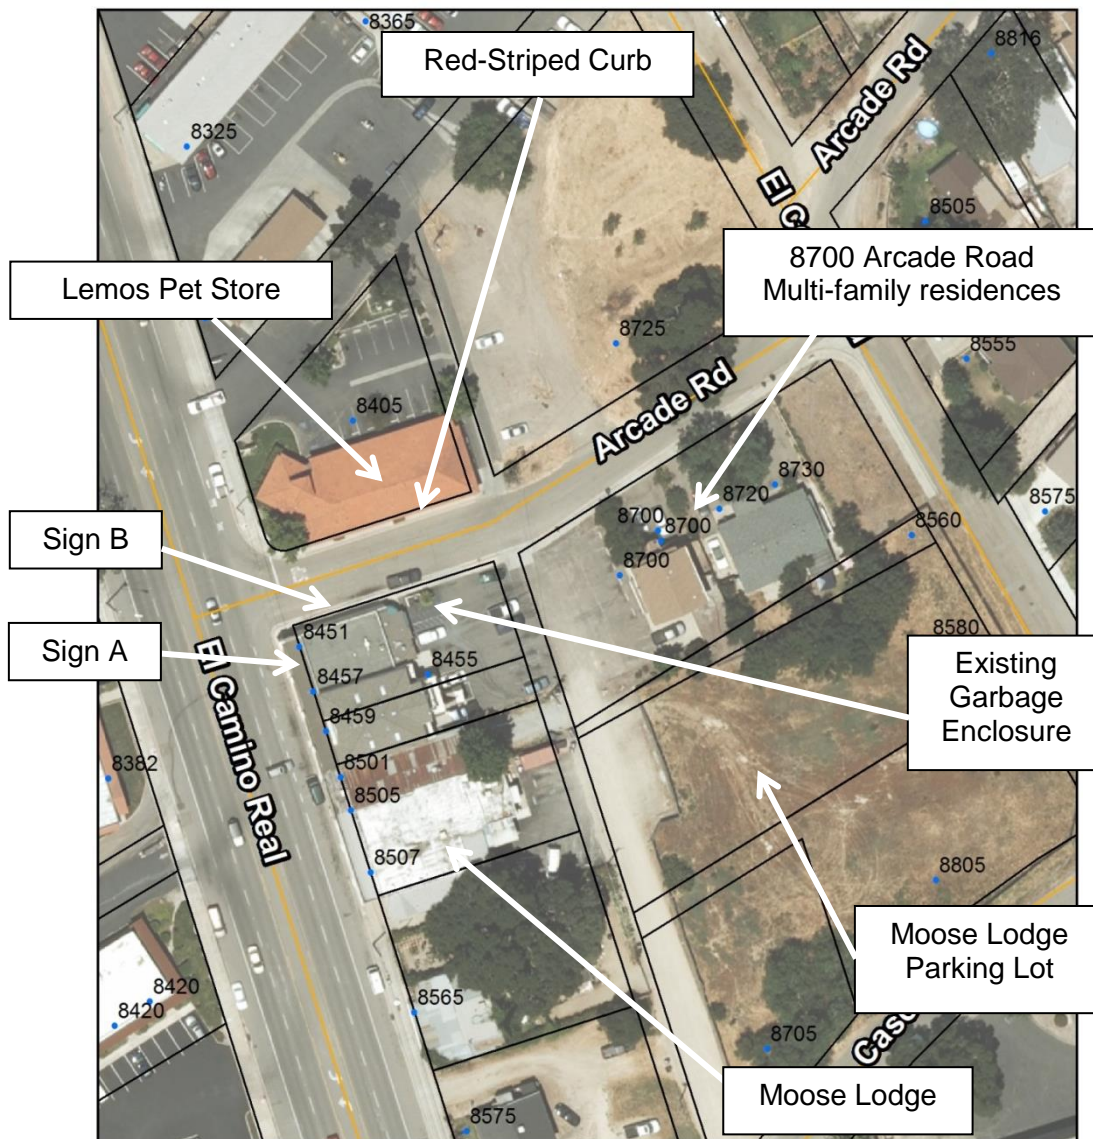 8365
Red-Striped Curb
8816
Arcade Rd
8325
El C
8505
8700 Arcade Road
Multi-family residences
Lemos Pet Store
8725
8555
8405
Arcade Rd
8730
8720
8575
Sign B
8700
8700
8560
8700
Sign A
8451
8580
8455
Existing
Garbage
Enclosure
8457
El Camino Real
8459
8382
8501
8505
8507
8805
Moose Lodge
Parking Lot
8420
8420
8565
8705
Casc
Moose Lodge
8575